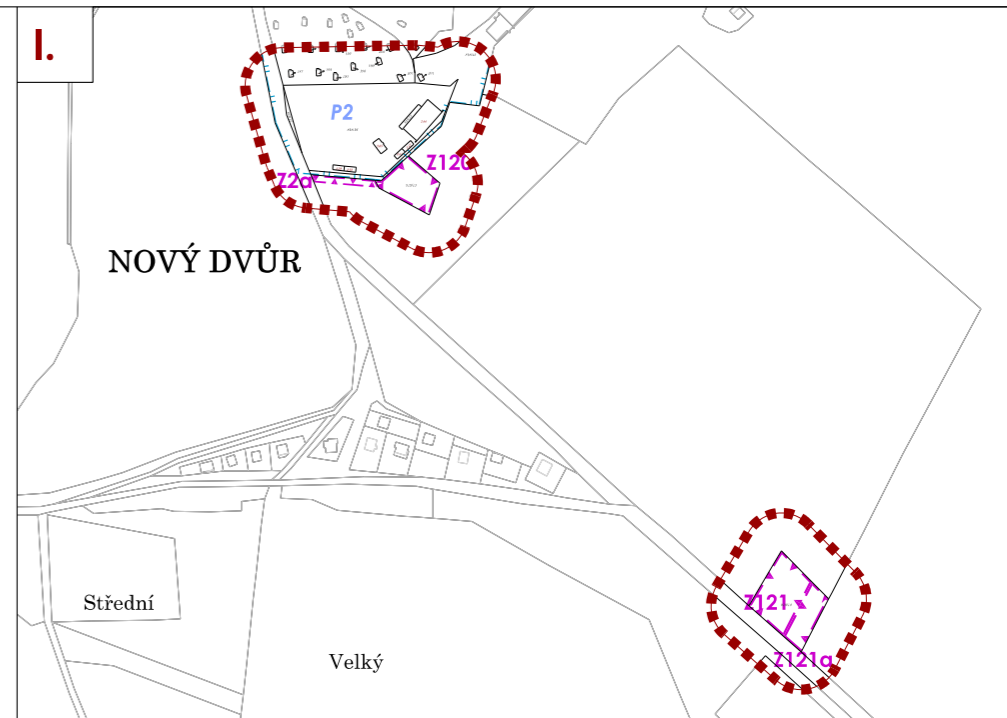 I.
P2
Z120
Z2a
NOVÝ DVŮR
Z121
Střední
Velký
Z121a